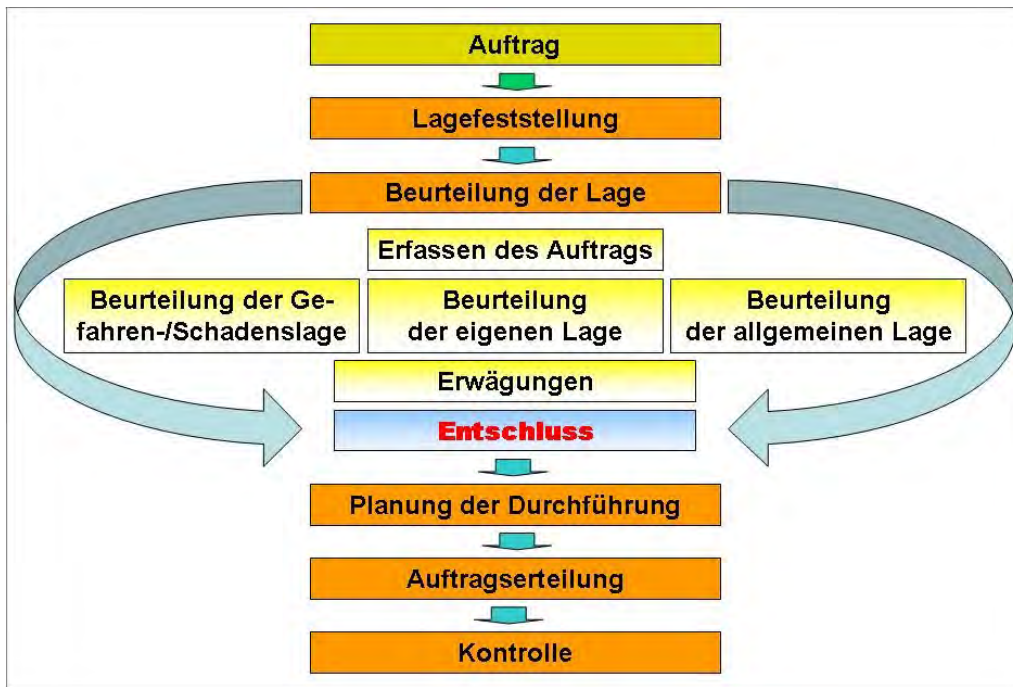 Auftrag
Lagefeststellung
Beurteilung der Lage
Erfassen des Auftrags
Beurteilung der Ge-
fahren-/Schadenslage
Beurteilung
der eigenen Lage
Beurteilung
der allgemeinen Lage
Erwägungen
Entschluss
Planung der Durchführung
Auftragserteilung
Kontrolle